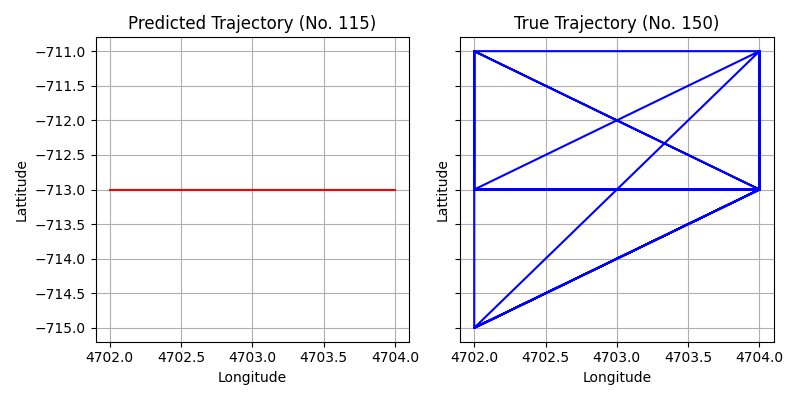 Predicted Trajectory (No. 115)
True Trajectory (No. 150)
Lattitude
−711.0
−711.5
−712.0
−712.5
−713.0
−713.5
−714.0
−714.5
−715.0
4702.0 4702.5 4703.0 4703.5 4704.0
Longitude
Lattitude
4702.0 4702.5 4703.0 4703.5 4704.0
Longitude